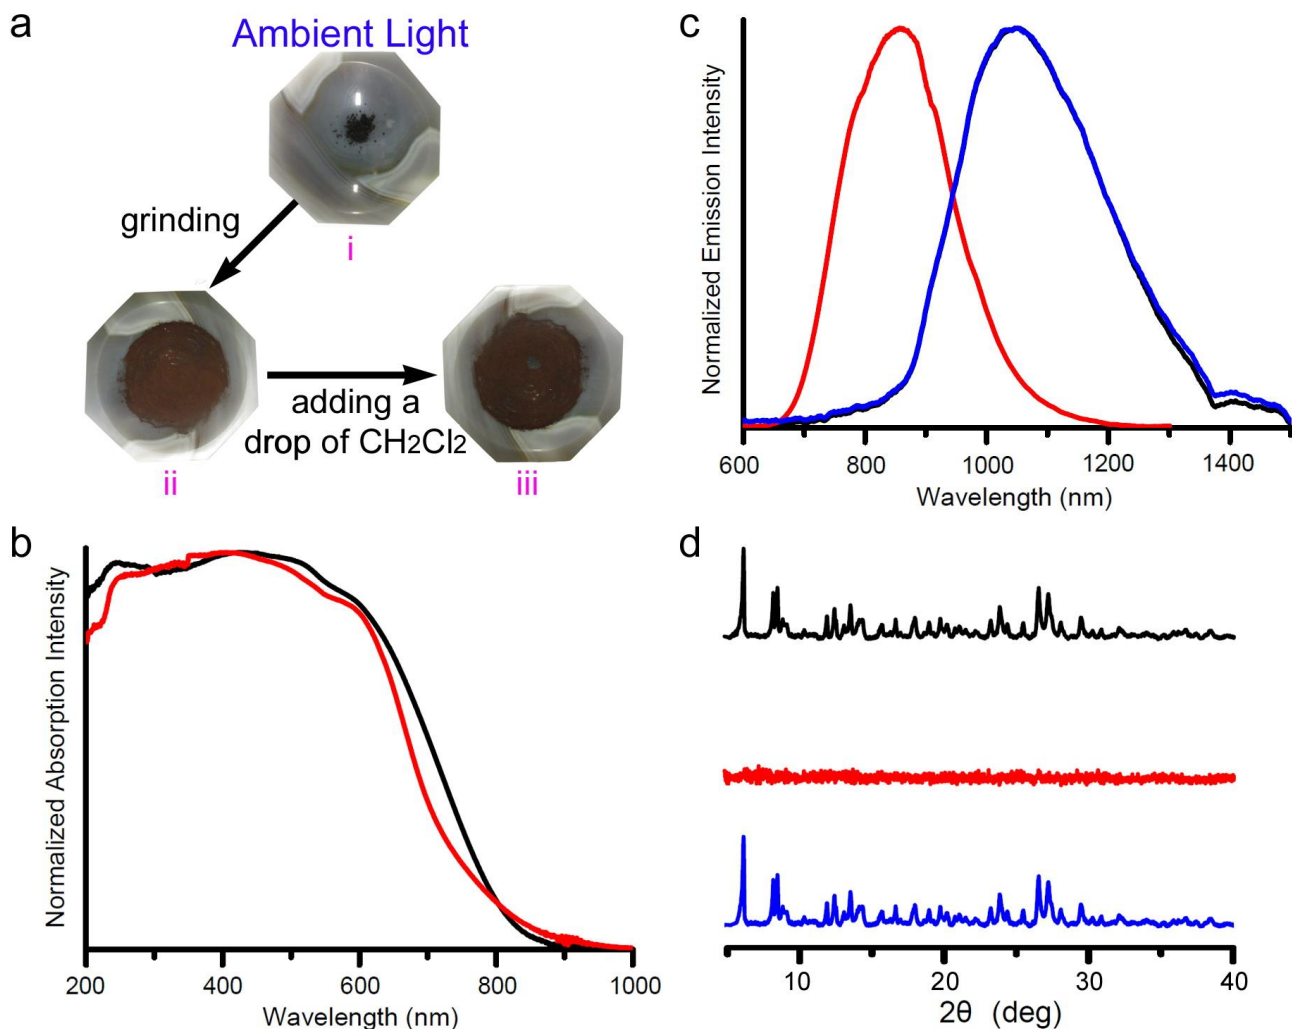 a
Ambient Light
i
grinding
ii
adding a
drop of CH2Cl2
iii
c
Normalized Emission Intensity
600 800 1000 1200 1400
Wavelength (nm)
b
Normalized Absorption Intensity
200 400 600 800 1000
Wavelength (nm)
d
10 20 30 40
2θ (deg)